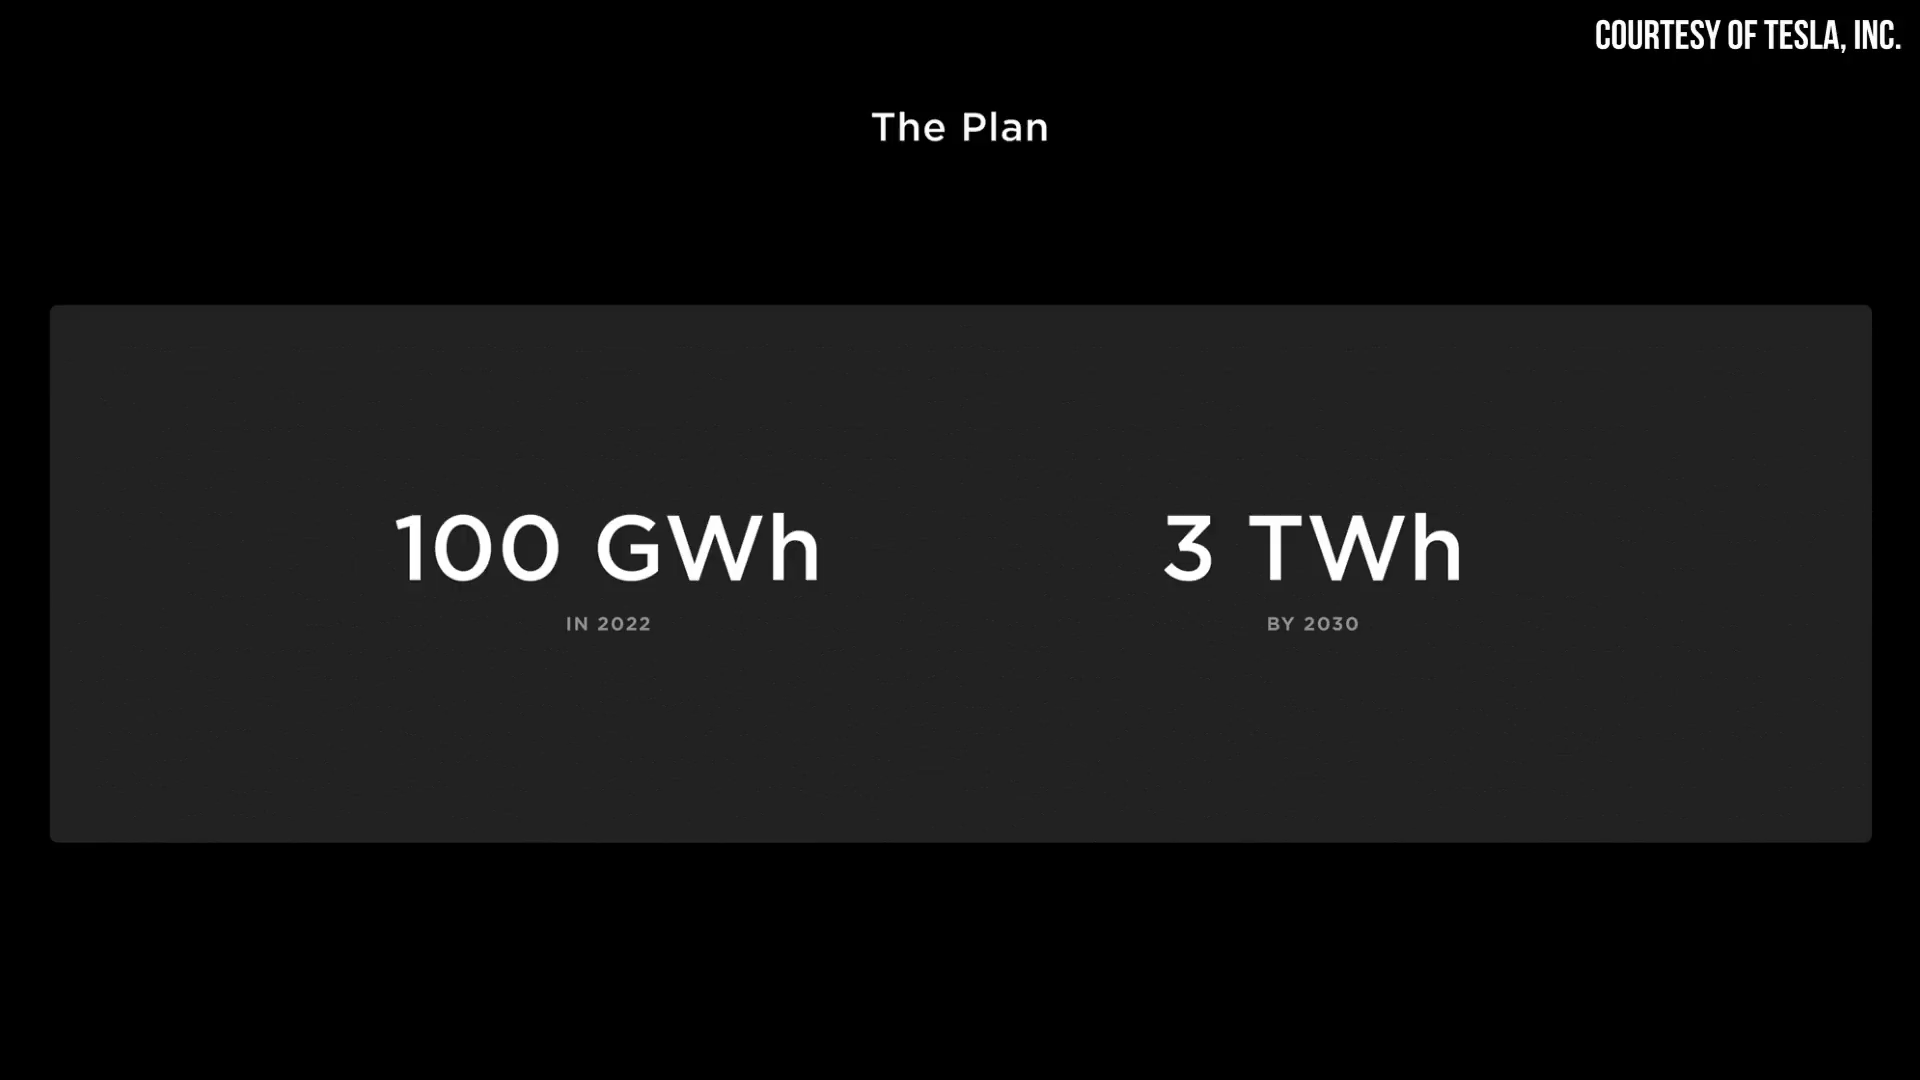 COURTESY OF TESLA, INC.
The Plan
100 GWh
IN 2022
3 TWh
BY 2030